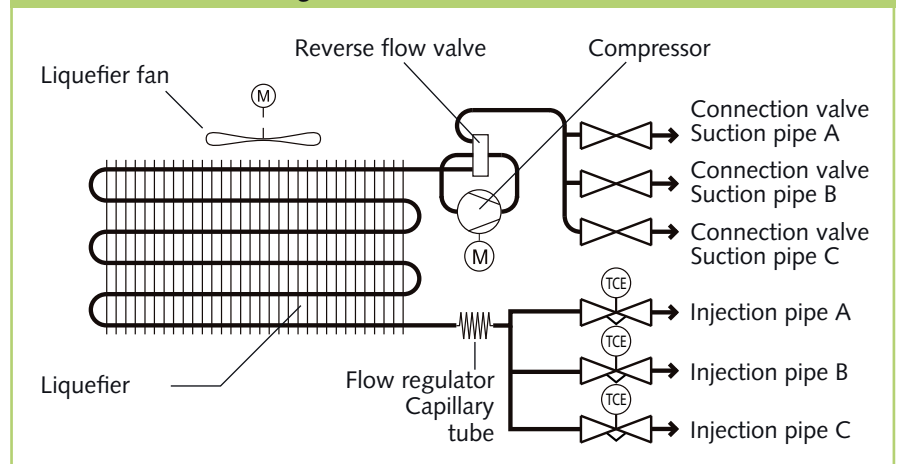 Reverse flow valve
Compressor
Liquefier fan
M
Connection valve
Suction pipe A
Connection valve
Suction pipe B
Connection valve
Suction pipe C
M
TCE
Injection pipe A
TCE
Injection pipe B
TCE
Injection pipe C
Liquefier
Flow regulator
Capillary
tube